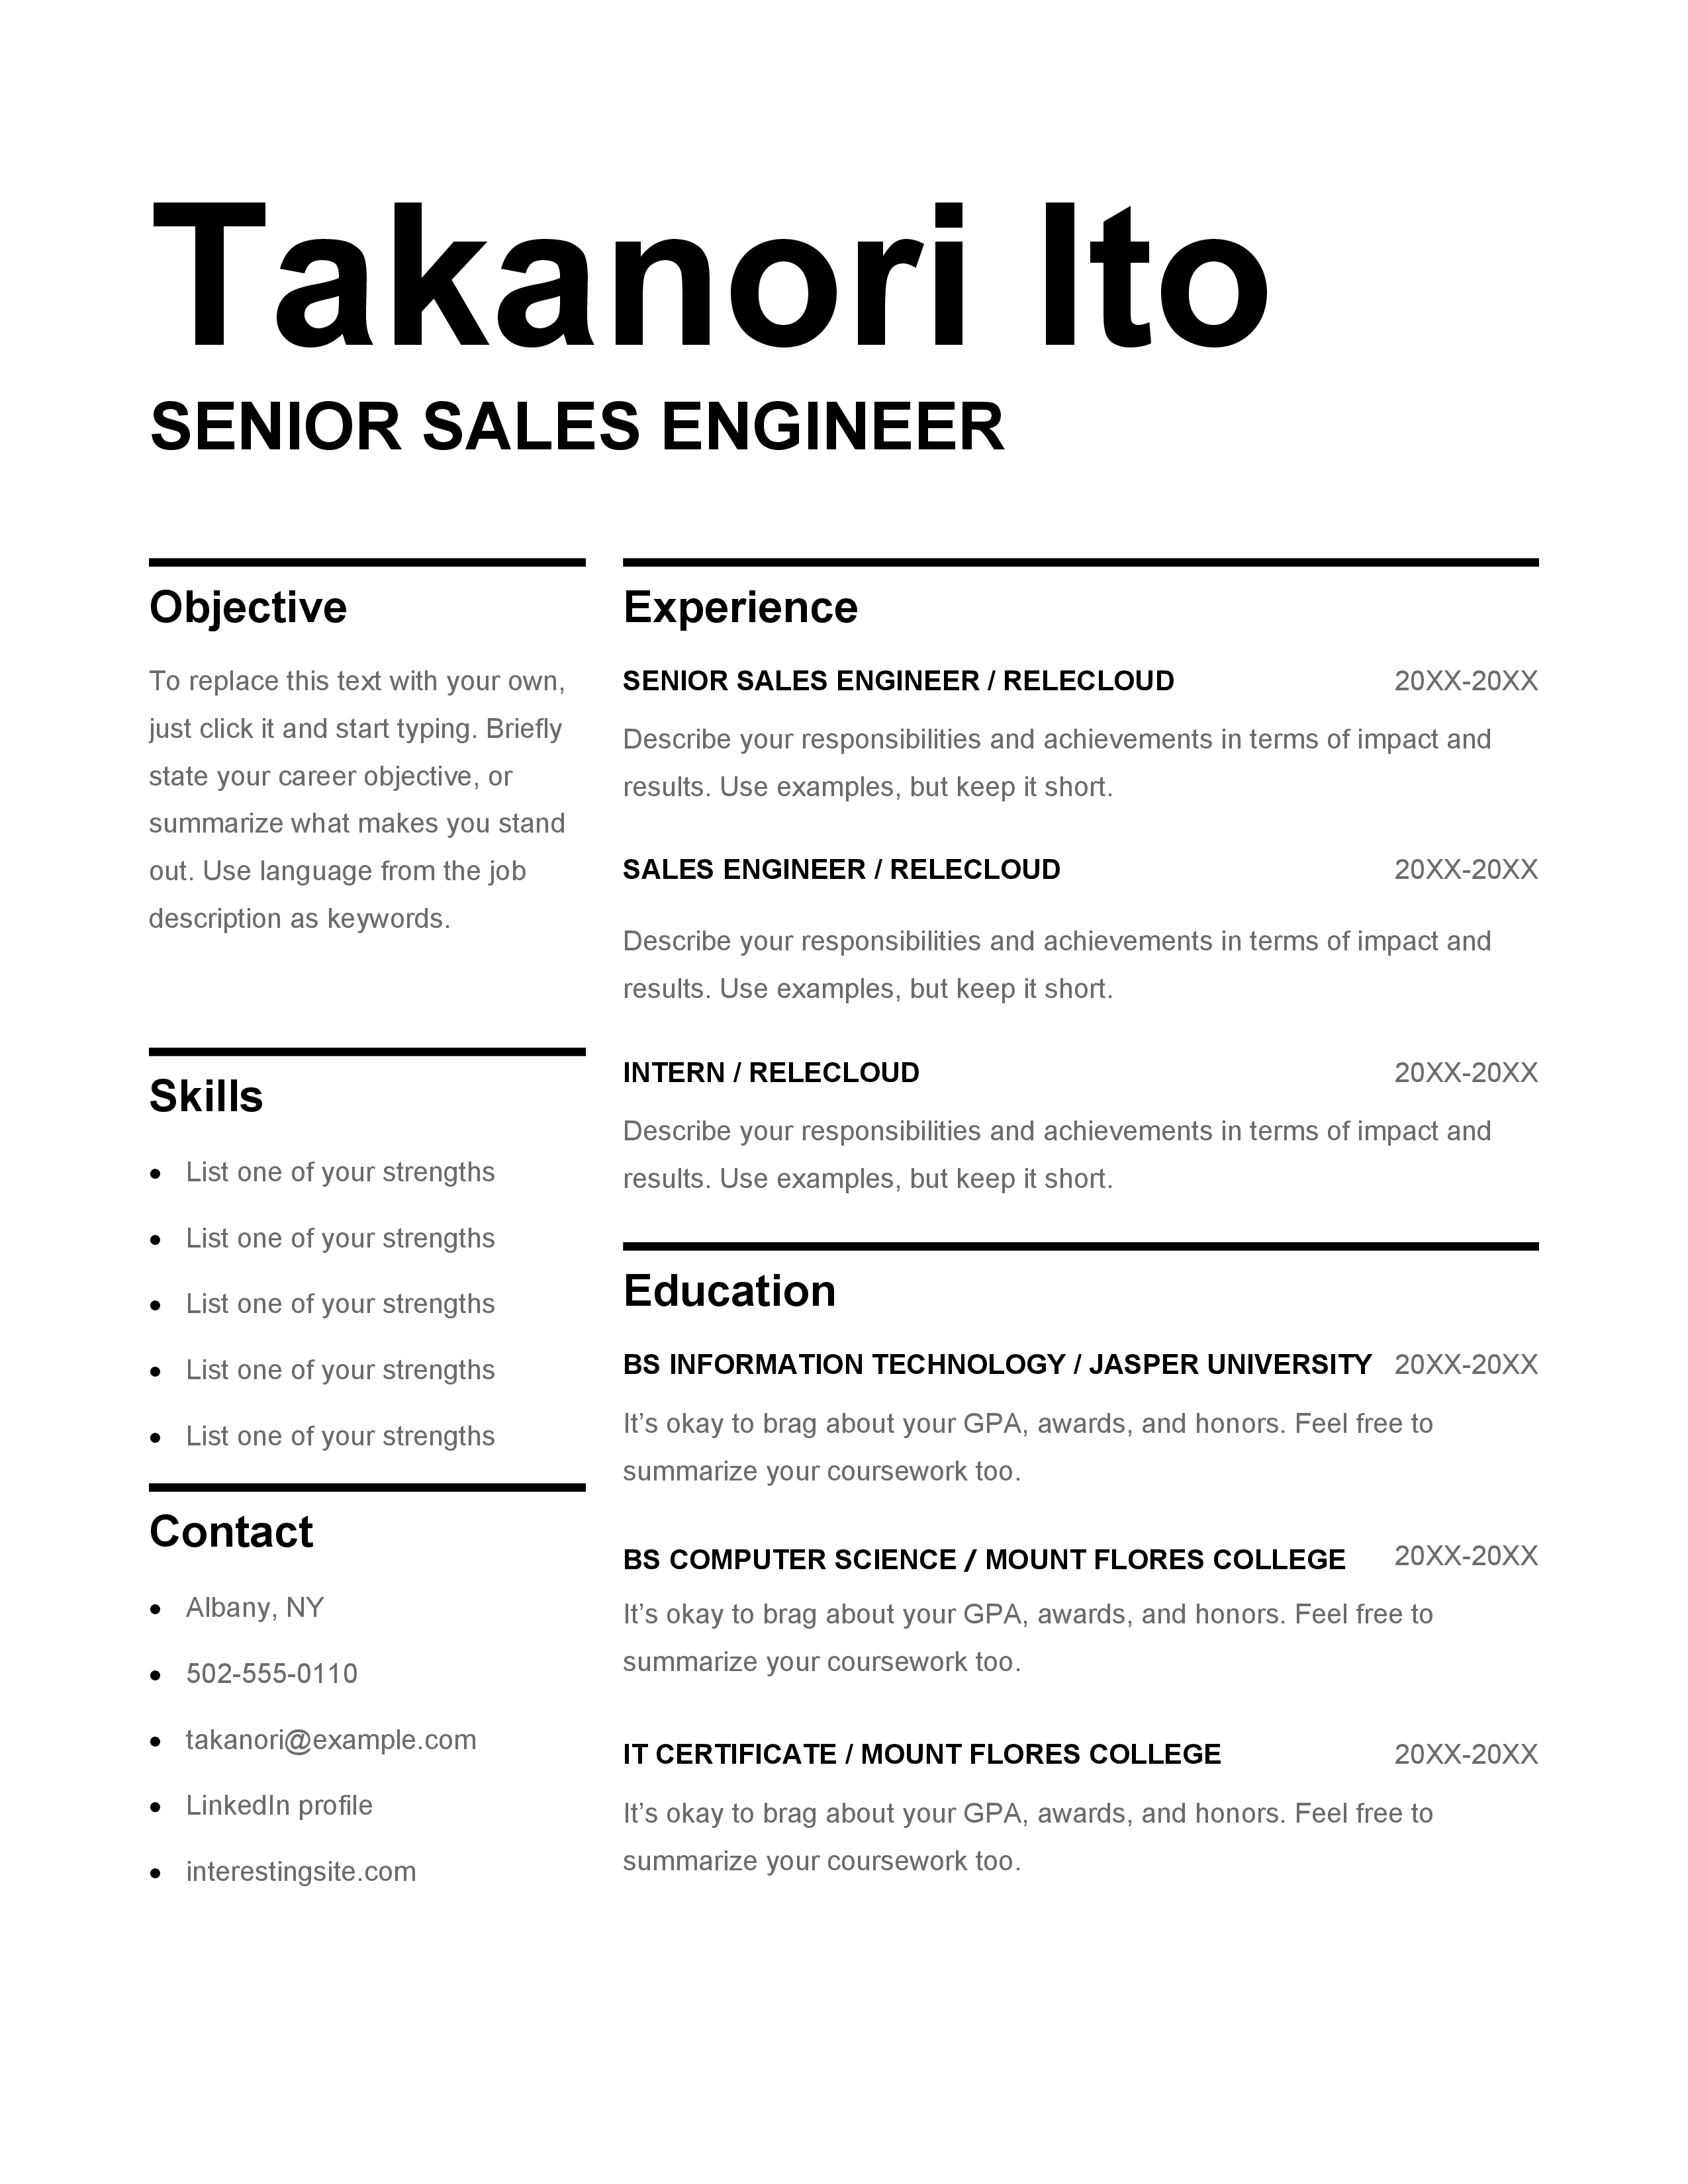 Takanori Ito
SENIOR SALES ENGINEER
Objective
To replace this text with your own,
just click it and start typing. Briefly
state your career objective, or
summarize what makes you stand
out. Use language from the job
description as keywords.
Skills
• List one of your strengths
• List one of your strengths
• List one of your strengths
• List one of your strengths
• List one of your strengths
Contact
• Albany, NY
• 502-555-0110
• takanori@example.com
• LinkedIn profile
• interestingsite.com
Experience
SENIOR SALES ENGINEER / RELECLOUD 20XX-20XX
Describe your responsibilities and achievements in terms of impact and
results. Use examples, but keep it short.
SALES ENGINEER / RELECLOUD 20XX-20XX
Describe your responsibilities and achievements in terms of impact and
results. Use examples, but keep it short.
INTERN / RELECLOUD 20XX-20XX
Describe your responsibilities and achievements in terms of impact and
results. Use examples, but keep it short.
Education
BS INFORMATION TECHNOLOGY / JASPER UNIVERSITY 20XX-20XX
It’s okay to brag about your GPA, awards, and honors. Feel free to
summarize your coursework too.
BS COMPUTER SCIENCE / MOUNT FLORES COLLEGE 20XX-20XX
It’s okay to brag about your GPA, awards, and honors. Feel free to
summarize your coursework too.
IT CERTIFICATE / MOUNT FLORES COLLEGE 20XX-20XX
It’s okay to brag about your GPA, awards, and honors. Feel free to
summarize your coursework too.